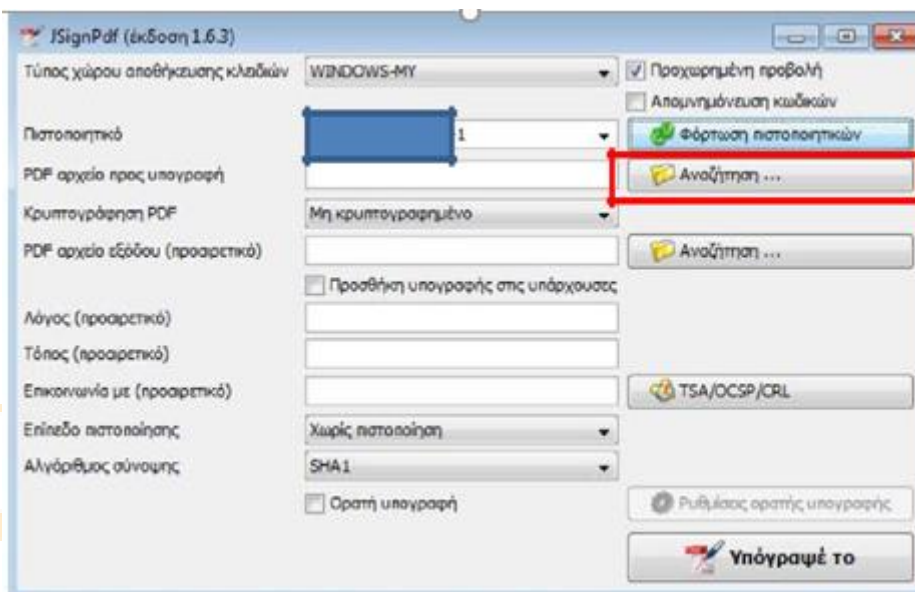 JSignPdf (έκδοση 1.6.3)
Τύπος χώρου αποθήκευσης κλειδιών WINDOWS-MY Προχωρημένη προβολή
Απομνημόνευση κωδικών
Πιστοποιητικό 1 Φόρτωση πιστοποιητικών
PDF αρχείο προς υπογραφή Αναζήτηση ...
Κρυπτογράφηση PDF Μη κρυπτογραφημένο
PDF αρχείο εξόδου (προαιρετικό) Αναζήτηση ...
Προσθήκη υπογραφής στις υπάρχουσες
Λόγος (προαιρετικό)
Τόπος (προαιρετικό)
Επικοινωνία με (προαιρετικό) TSA/OCSP/CRL
Επίπεδο πιστοποίησης Χωρίς πιστοποίηση
Αλγόριθμος σύνοψης SHA1
Ορατή υπογραφή Ρυθμίσεις ορατής υπογραφής
Υπόγραψέ το